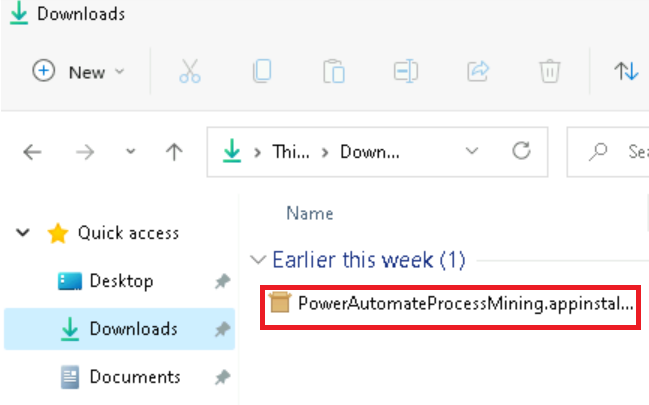 Downloads
New
Thi... > Down...
Sea
Name
Quick access
Earlier this week (1)
Desktop
PowerAutomateProcessMining.appinstal...
Downloads
Documents